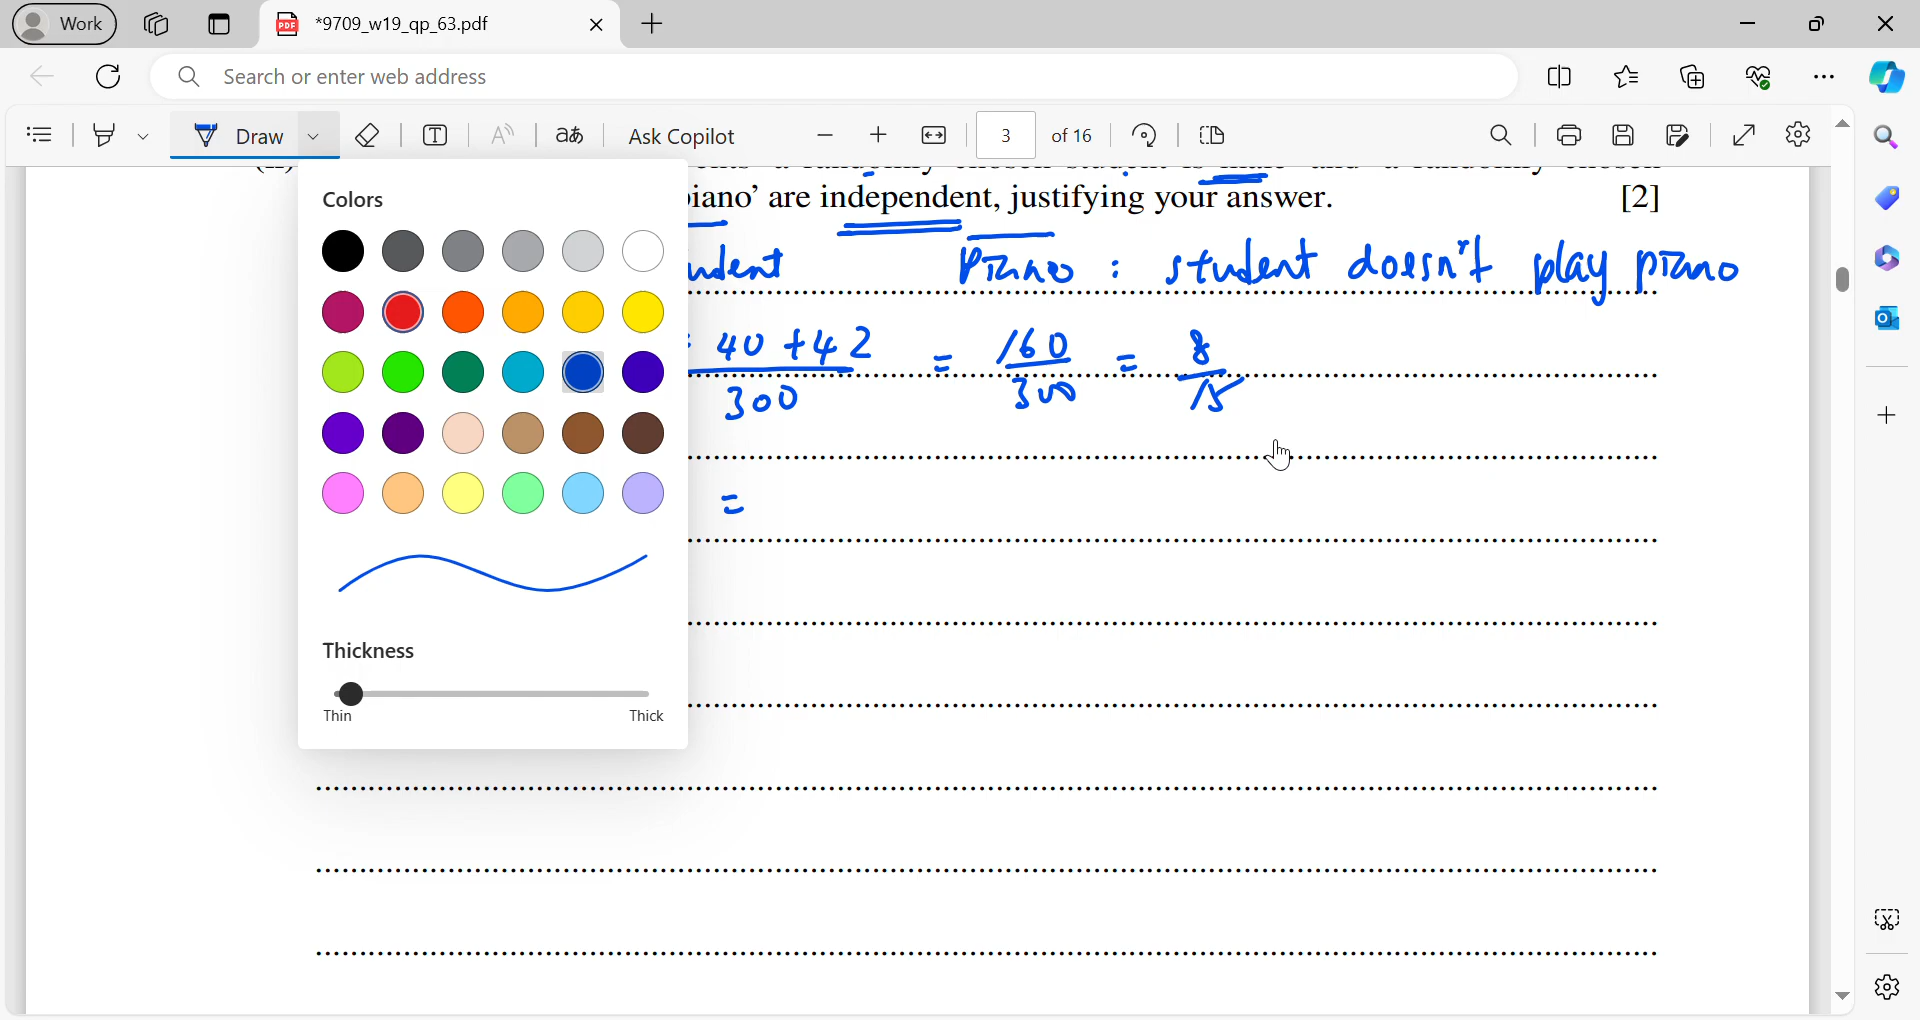 Work
*9709_w19_qp_63.pdf
Search or enter web address
Draw
aあ
Ask Copilot
3 of 16
Colors
iano’ are independent, justifying your answer. [2]
udent Piano : student doesn't play piano
40 + 42 = 160 = 8
300 300 15
=
Thickness
Thin Thick